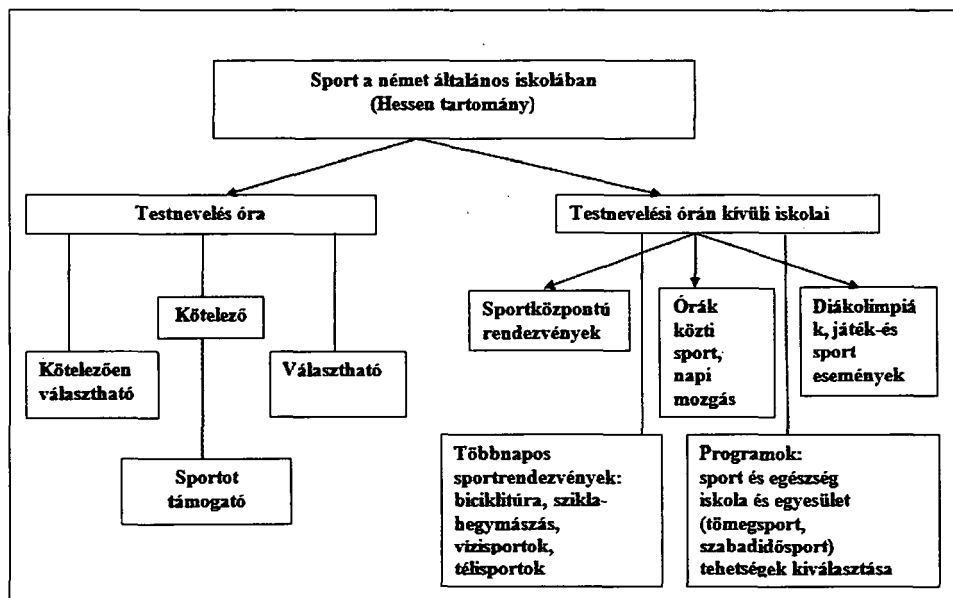 Sport a német általános iskolában
(Hessen tartomány)
Testnevelés óra
Testnevelési órán kívüli iskolai
Kötelező
Kötelezően
választható
Választható
Sportot
támogató
Sportközpontú
rendezvények
Órák
közti
sport,
napi
mozgás
Diákolimpiá
k, játék-és
sport
események
Többnapos
sportrendezvények:
biciklitúra, szikla-
hegymászás,
vízisportok,
télisportok
Programok:
sport és egészség
iskola és egyesület
(tömegsport,
szabadidősport)
tehetségek kiválasztása